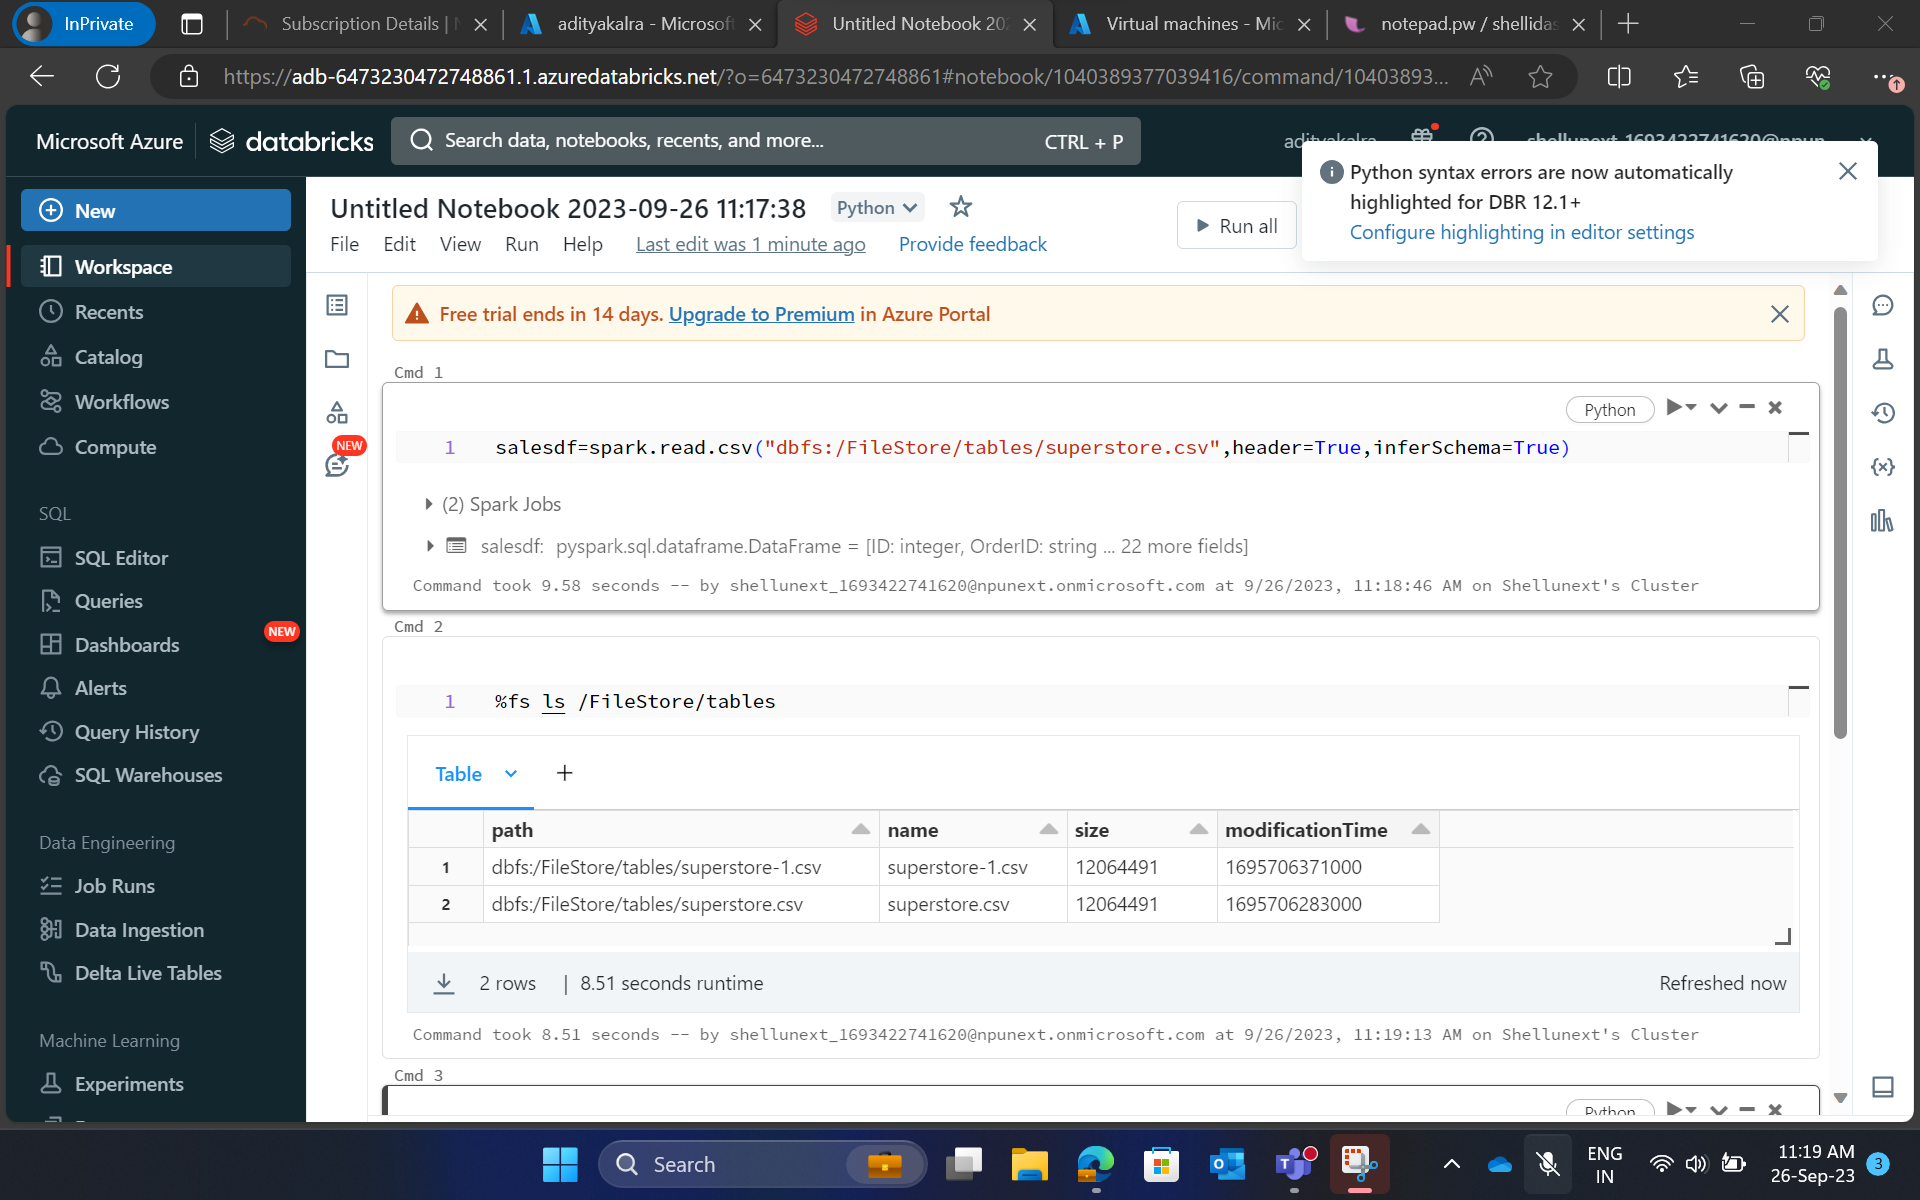 InPrivate
Subscription Details | N
adityakalra - Microsoft
Untitled Notebook 202
Virtual machines - Mic
notepad.pw / shellidas
https://adb-6473230472748861.1.azuredatabricks.net/?o=6473230472748861#notebook/1040389377039416/command/10403893...
Microsoft Azure
databricks
Search data, notebooks, recents, and more...
CTRL + P
adityakalra
shellunext_1693422741620@npun...
Python syntax errors are now automatically
highlighted for DBR 12.1+
Configure highlighting in editor settings
New
Workspace
Recents
Catalog
Workflows
Compute
SQL
SQL Editor
Queries
Dashboards
NEW
Alerts
Query History
SQL Warehouses
Data Engineering
Job Runs
Data Ingestion
Delta Live Tables
Machine Learning
Experiments
Untitled Notebook 2023-09-26 11:17:38
Python
File Edit View Run Help Last edit was 1 minute ago Provide feedback
Run all
NEW
Free trial ends in 14 days. Upgrade to Premium in Azure Portal
Cmd 1
Python
1 salesdf=spark.read.csv("dbfs:/FileStore/tables/superstore.csv",header=True,inferSchema=True)
(2) Spark Jobs
salesdf: pyspark.sql.dataframe.DataFrame = [ID: integer, OrderID: string ... 22 more fields]
Command took 9.58 seconds -- by shellunext_1693422741620@npunext.onmicrosoft.com at 9/26/2023, 11:18:46 AM on Shellunext's Cluster
Cmd 2
1 %fs ls /FileStore/tables
Table +
path name size modificationTime
1 dbfs:/FileStore/tables/superstore-1.csv superstore-1.csv 12064491 1695706371000
2 dbfs:/FileStore/tables/superstore.csv superstore.csv 12064491 1695706283000
2 rows | 8.51 seconds runtime
Refreshed now
Command took 8.51 seconds -- by shellunext_1693422741620@npunext.onmicrosoft.com at 9/26/2023, 11:19:13 AM on Shellunext's Cluster
Cmd 3
Python
Search
ENG
IN
11:19 AM
26-Sep-23
3